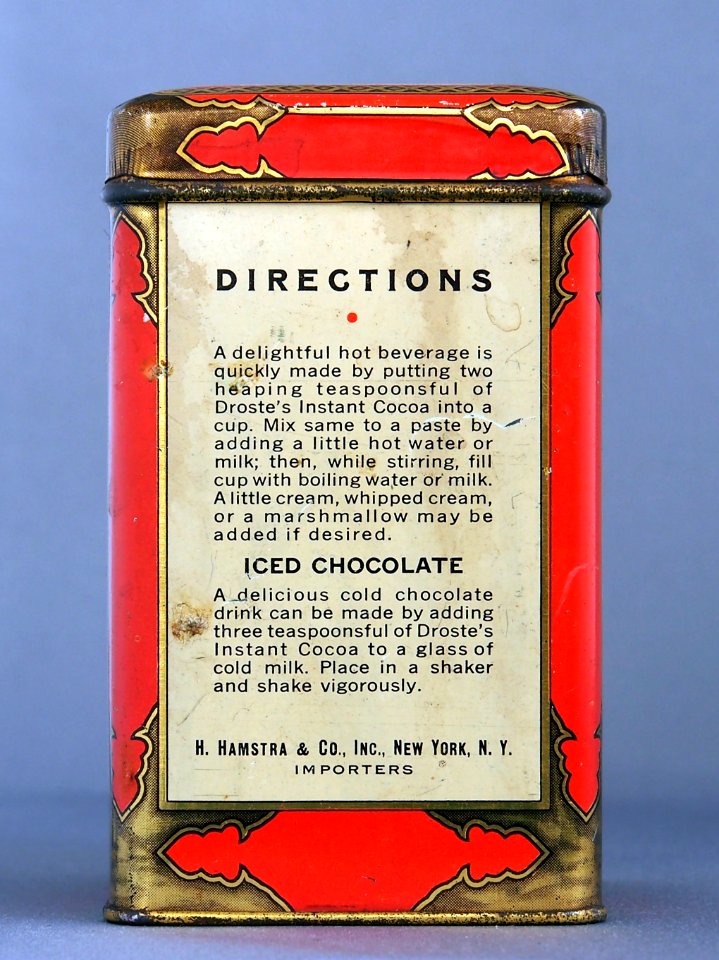 DIRECTIONS
A delightful hot beverage is
quickly made by putting two
heaping teaspoonsful of
Droste's Instant Cocoa into a
cup. Mix same to a paste by
adding a little hot water or
milk; then, while stirring, fill
cup with boiling water or milk.
A little cream, whipped cream,
or a marshmallow may be
added if desired.
ICED CHOCOLATE
A delicious cold chocolate
drink can be made by adding
three teaspoonsful of Droste's
Instant Cocoa to a glass of
cold milk. Place in a shaker
and shake vigorously.
H. HAMSTRA & CO., INC., NEW YORK, N. Y.
IMPORTERS